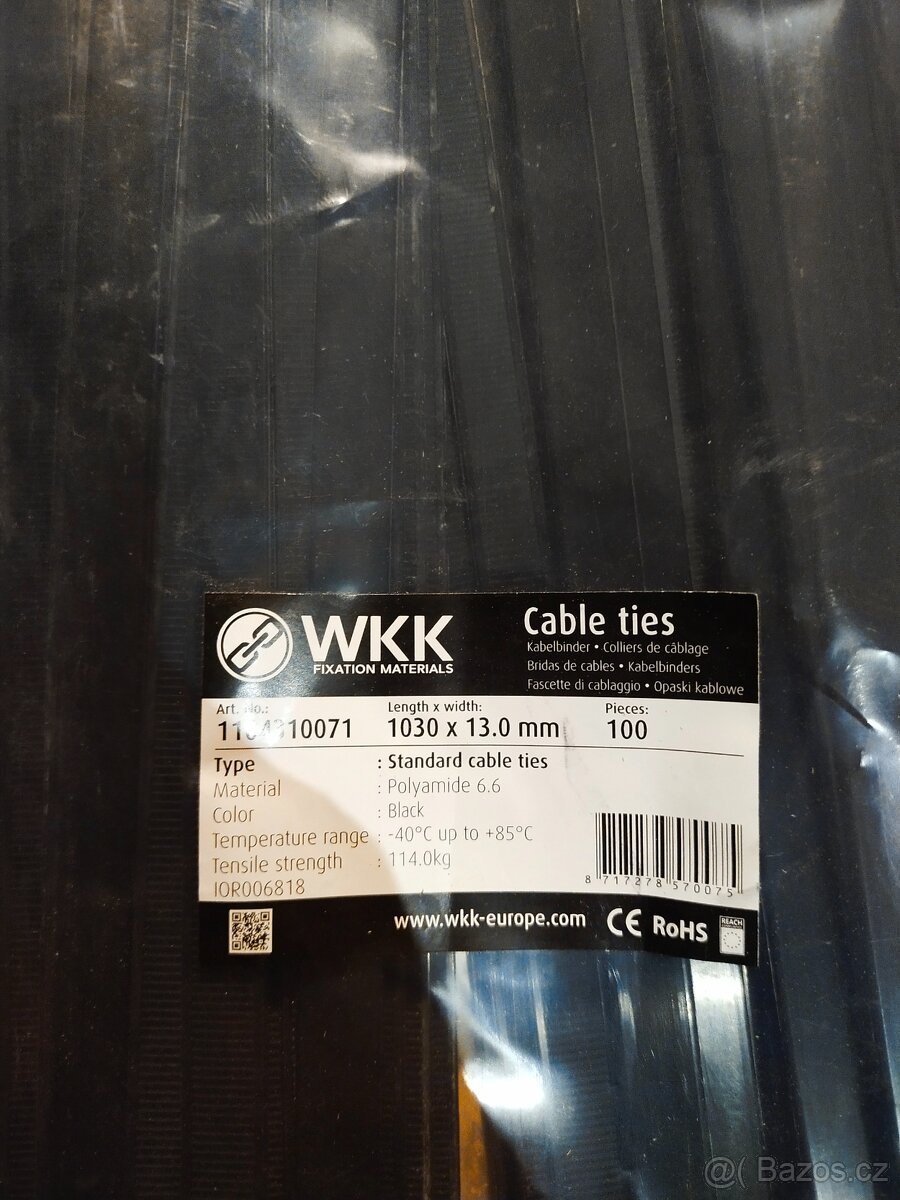 WKK
FIXATION MATERIALS
Cable ties
Kabelbinder • Colliers de câblage
Bridas de cables • Kabelbinders
Fascette di cablaggio • Opaski kablowe
Art. No.:
Length x width:
1030 x 13.0 mm
Pieces:
100
Type : Standard cable ties
Material : Polyamide 6.6
Color : Black
Temperature range : -40°C up to +85°C
Tensile strength : 114.0kg
IOR006818
8 717278 570075
www.wkk-europe.com
CE RoHS
REACH
@( Bazos.cz